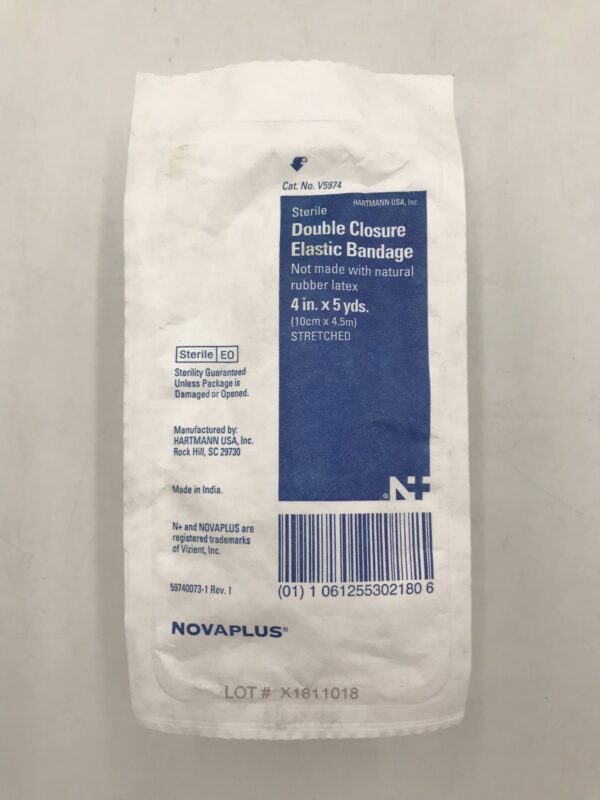 Cat. No. V5974
HARTMANN USA, Inc.
Sterile
Double Closure
Elastic Bandage
Not made with natural
rubber latex
4 in. x 5 yds.
(10cm x 4.5m)
STRETCHED
Sterile EO
Sterility Guaranteed
Unless Package is
Damaged or Opened.
Manufactured by:
HARTMANN USA, Inc.
Rock Hill, SC 29730
Made in India.
®N+
N+ and NOVAPLUS are
registered trademarks
of Vizient, Inc.
59740073-1 Rev. I
(01) 1 061255302180 6
NOVAPLUS®
LOT # X1811018